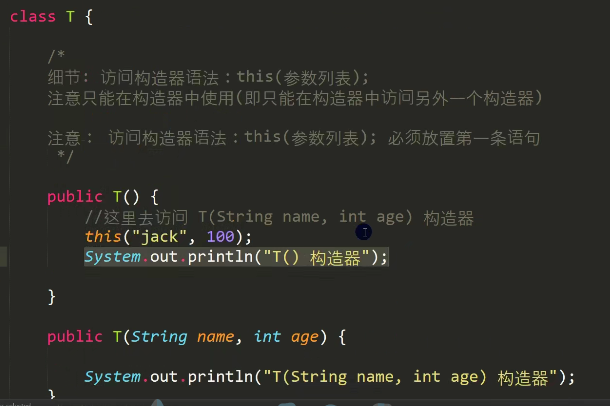 class T {
/*
细节: 访问构造器语法：this(参数列表);
注意只能在构造器中使用(即只能在构造器中访问另外一个构造器)
注意： 访问构造器语法：this(参数列表); 必须放置第一条语句
*/
public T() {
//这里去访问 T(String name, int age) 构造器
this("jack", 100);
System.out.println("T() 构造器");
}
public T(String name, int age) {
System.out.println("T(String name, int age) 构造器");
}